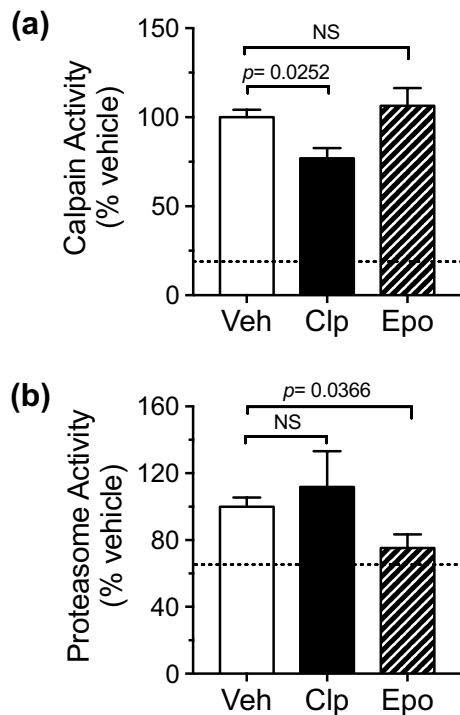 (a)
Calpain Activity
(% vehicle)
150
100
50
0
NS
p= 0.0252
Veh Clp Epo
(b)
Proteasome Activity
(% vehicle)
160
120
80
40
0
p= 0.0366
NS
Veh Clp Epo